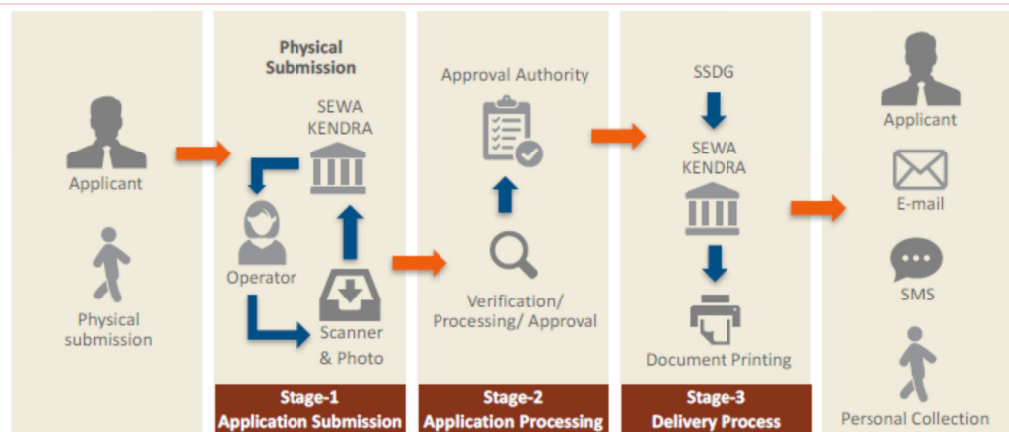 Applicant
Physical
submission
Physical
Submission
SEWA
KENDRA
Operator
Scanner
& Photo
Stage-1
Application Submission
Approval Authority
Verification/
Processing/ Approval
Stage-2
Application Processing
SSDG
SEWA
KENDRA
Document Printing
Stage-3
Delivery Process
Applicant
E-mail
SMS
Personal Collection